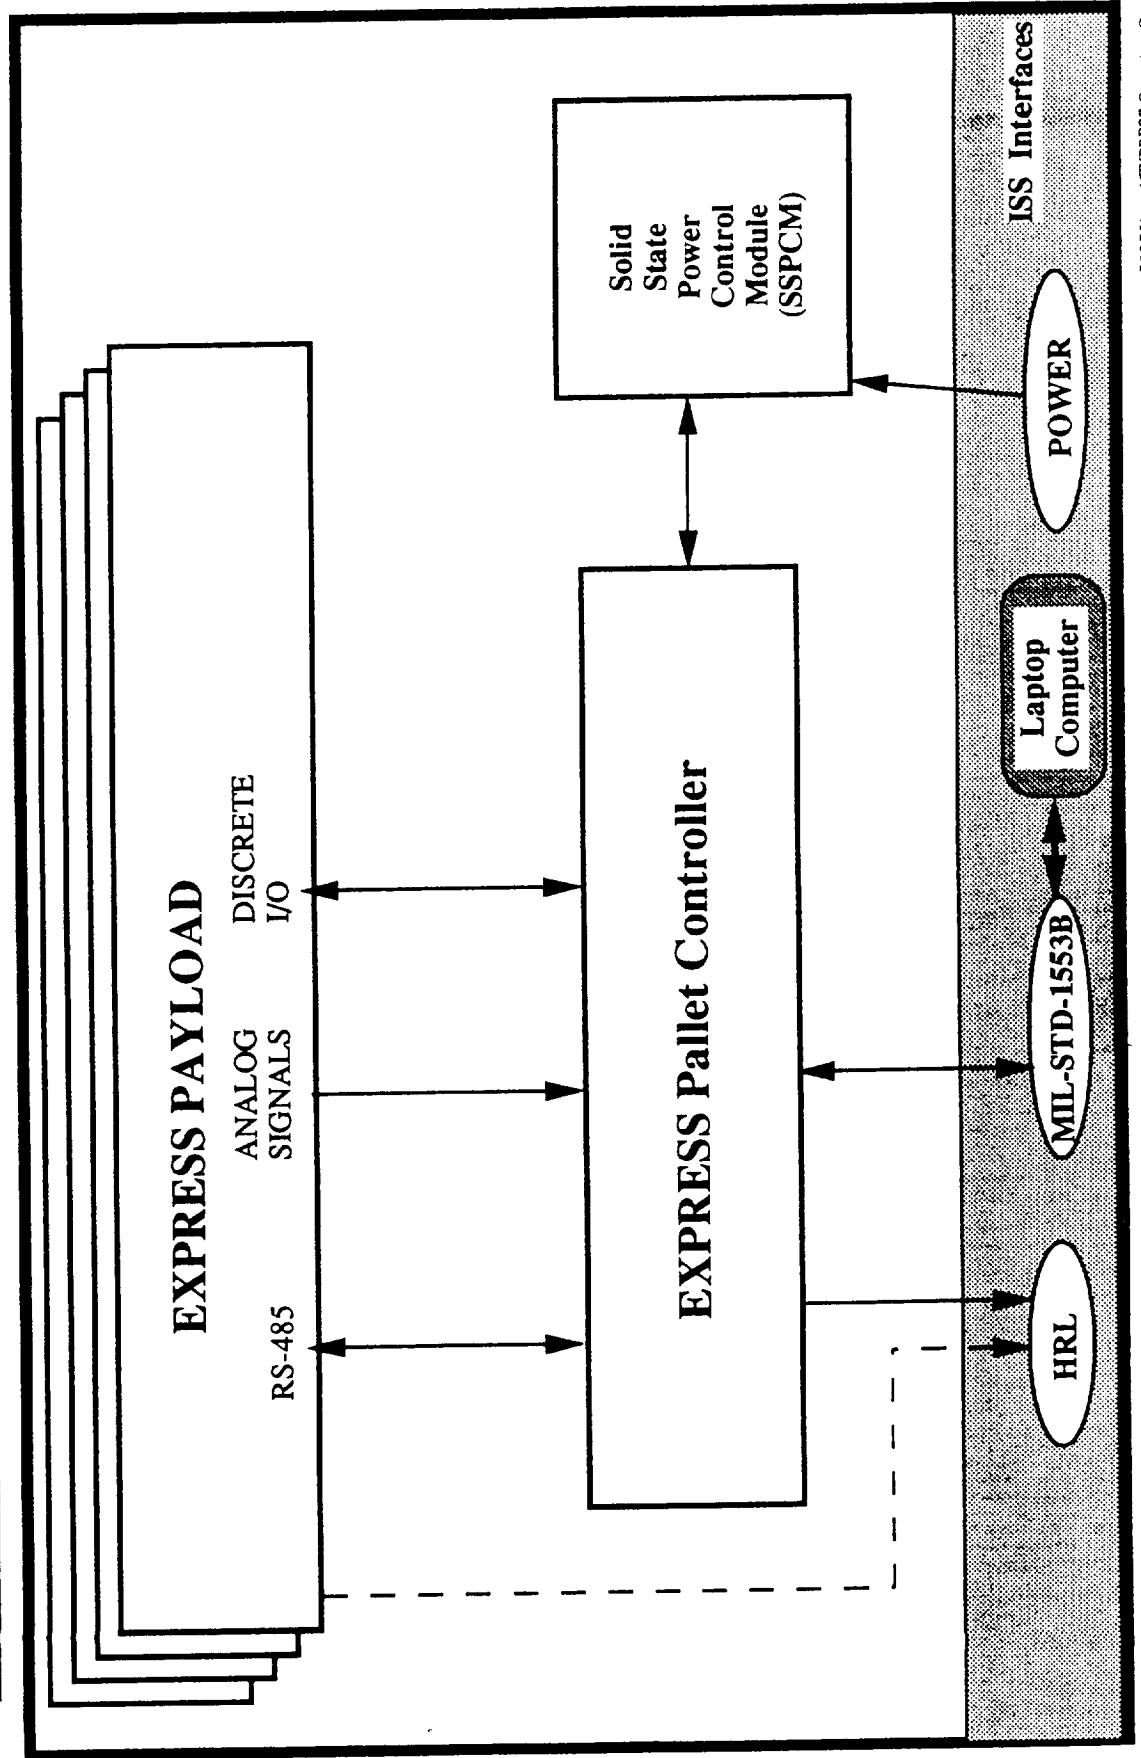 EXPRESS PAYLOAD
RS-485
ANALOG
SIGNALS
DISCRETE
I/O
EXPRESS Pallet Controller
Solid
State
Power
Control
Module
(SSPCM)
ISS Interfaces
HRL
MIL-STD-1553B
Laptop
Computer
POWER